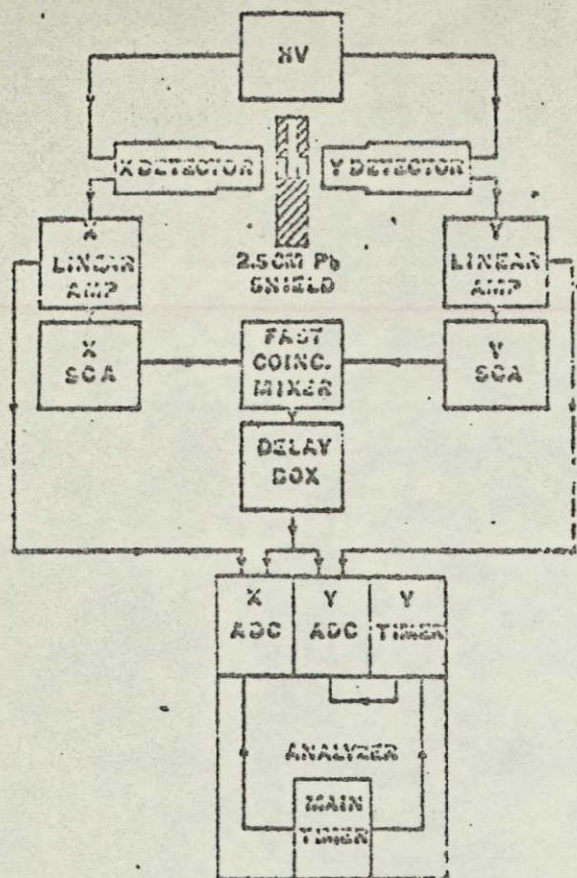 HV
X DETECTOR
Y DETECTOR
X
LINEAR
AMP
2.5CM Pb
SHIELD
Y
LINEAR
AMP
X
SCA
FAST
COINC.
MIXER
Y
SCA
DELAY
BOX
X
ADC
Y
ADC
Y
TIMER
ANALYZER
MAIN
TIMER